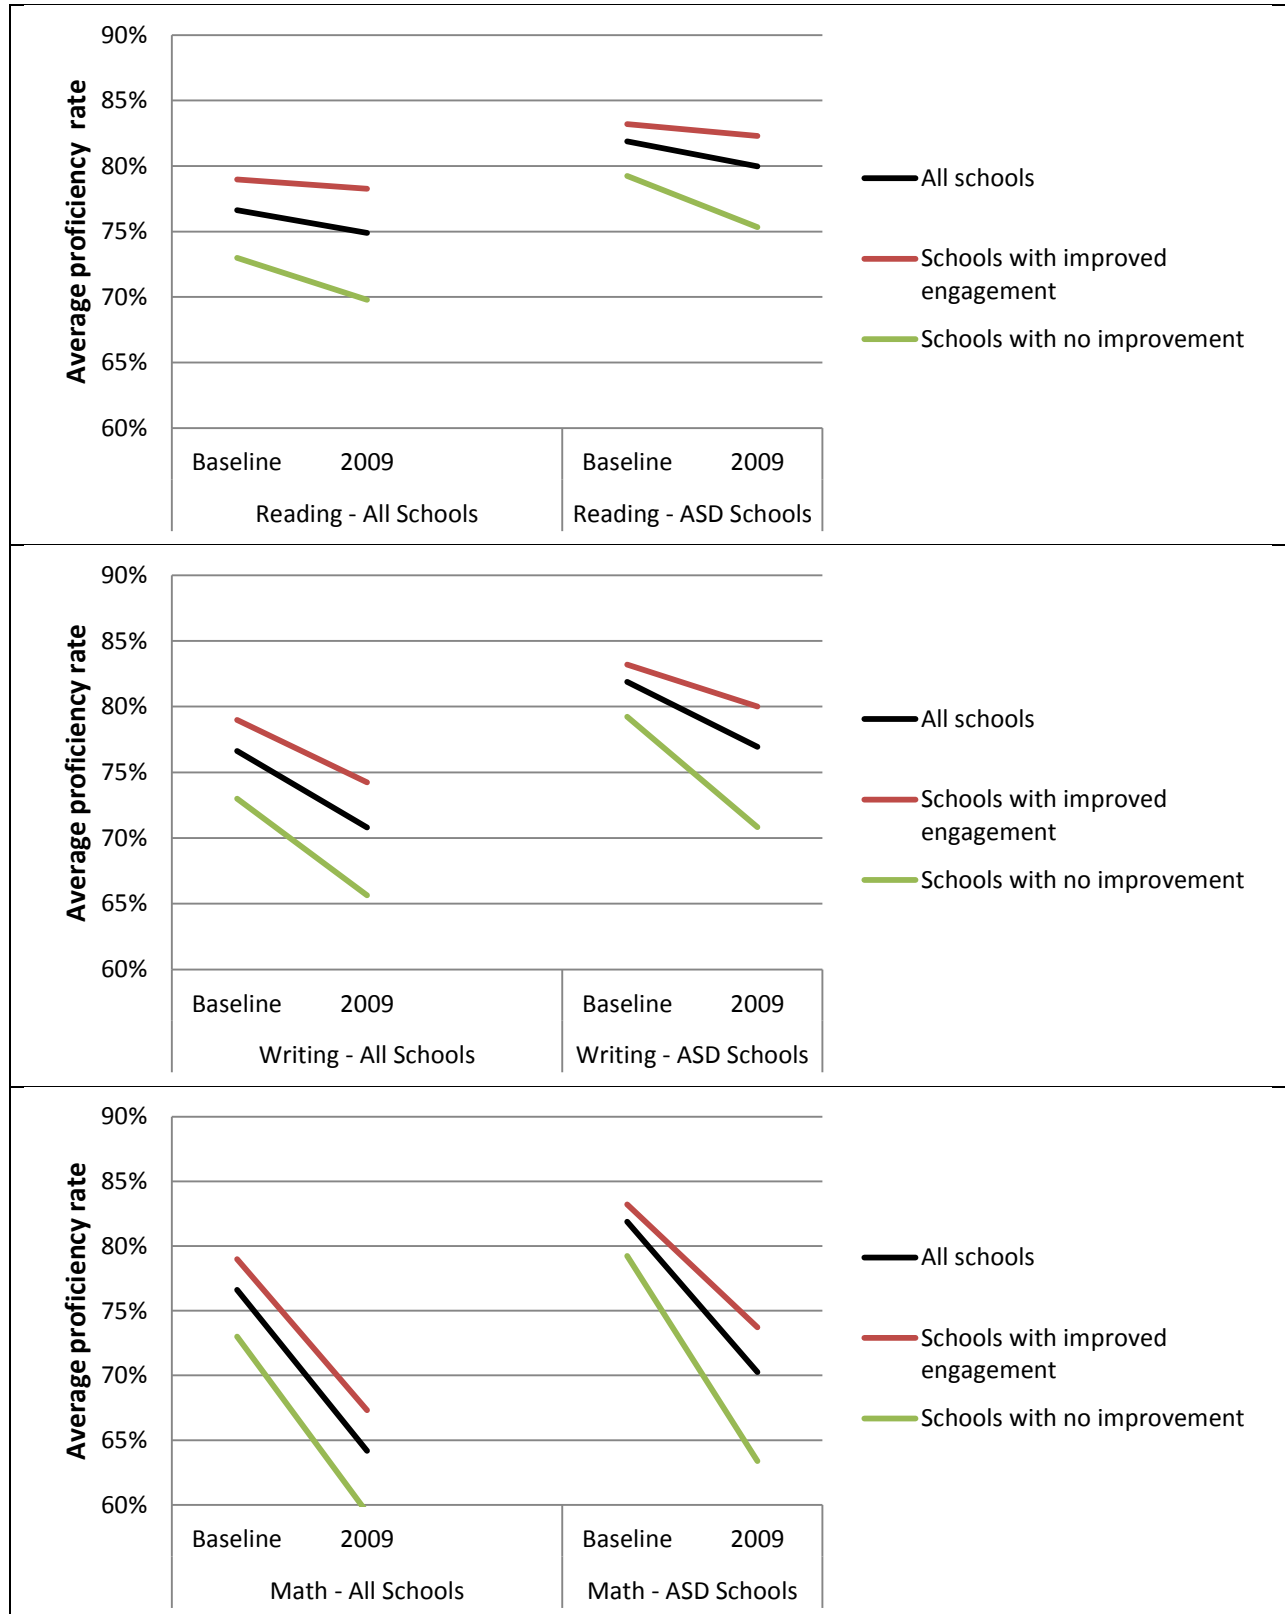 90%
85%
80%
75%
70%
65%
60%
Average proficiency rate
Baseline 2009 Baseline 2009
Reading - All Schools Reading - ASD Schools
All schools
Schools with improved
engagement
Schools with no improvement
90%
85%
80%
75%
70%
65%
60%
Average proficiency rate
Baseline 2009 Baseline 2009
Writing - All Schools Writing - ASD Schools
All schools
Schools with improved
engagement
Schools with no improvement
90%
85%
80%
75%
70%
65%
60%
Average proficiency rate
Baseline 2009 Baseline 2009
Math - All Schools Math - ASD Schools
All schools
Schools with improved
engagement
Schools with no improvement